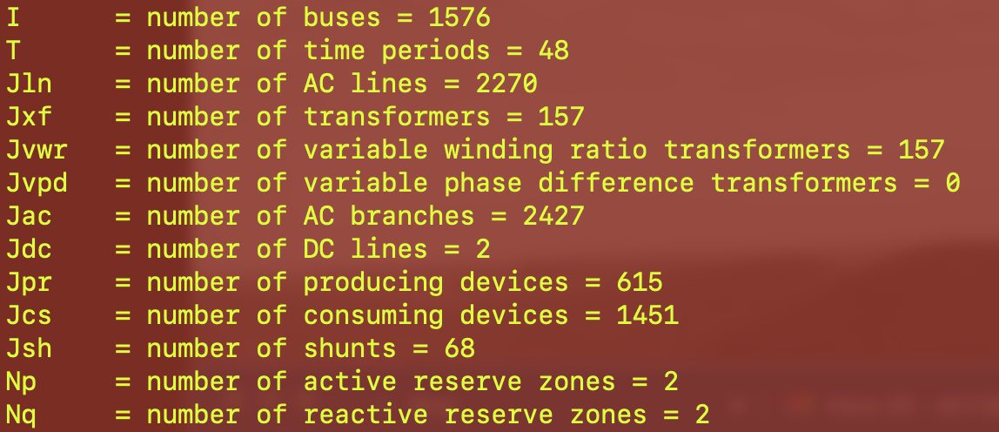 I      = number of buses = 1576
T      = number of time periods = 48
Jln    = number of AC lines = 2270
Jxf    = number of transformers = 157
Jvwr   = number of variable winding ratio transformers = 157
Jvpd   = number of variable phase difference transformers = 0
Jac    = number of AC branches = 2427
Jdc    = number of DC lines = 2
Jpr    = number of producing devices = 615
Jcs    = number of consuming devices = 1451
Jsh    = number of shunts = 68
Np     = number of active reserve zones = 2
Nq     = number of reactive reserve zones = 2